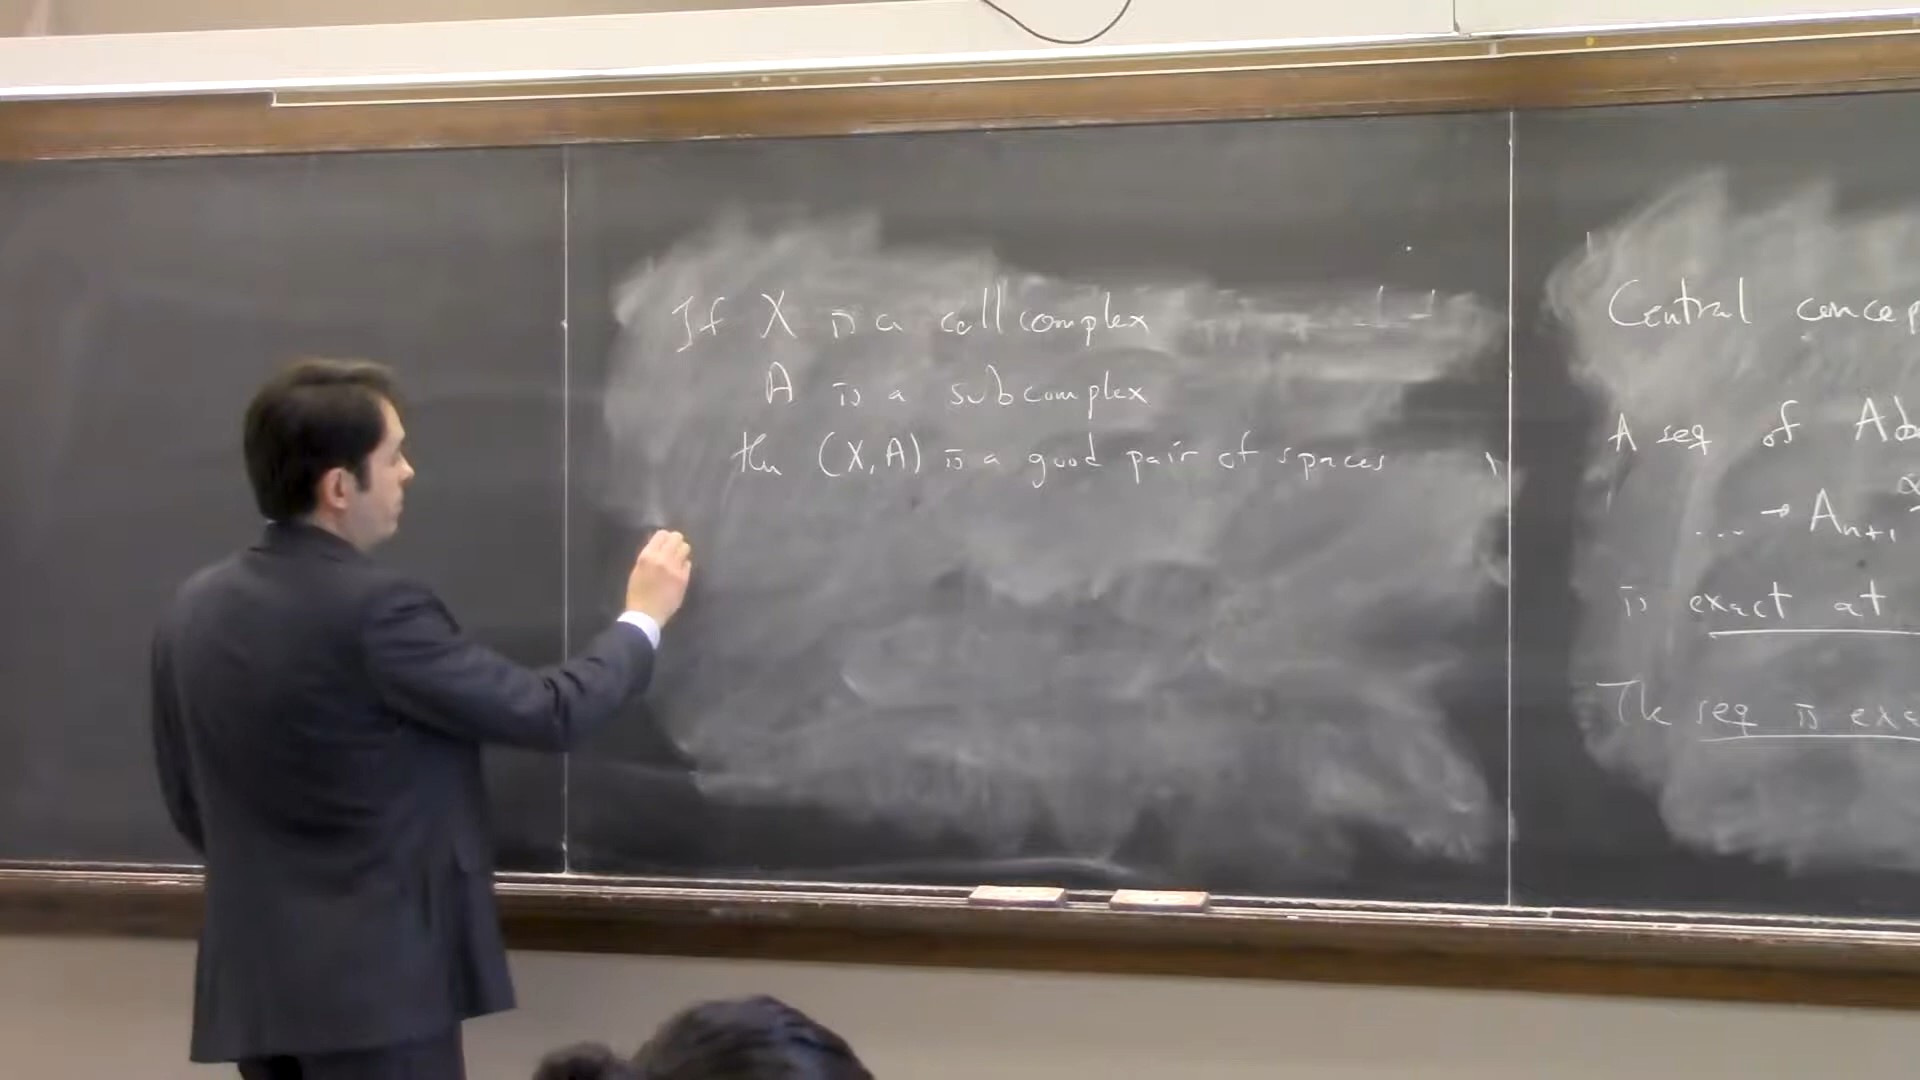 If X is a cell complex
A is a subcomplex
then (X,A) is a good pair of spaces
Central concep
A seq of Ab
.... → Aₙ₊₁ α
is exact at
The seq is exa